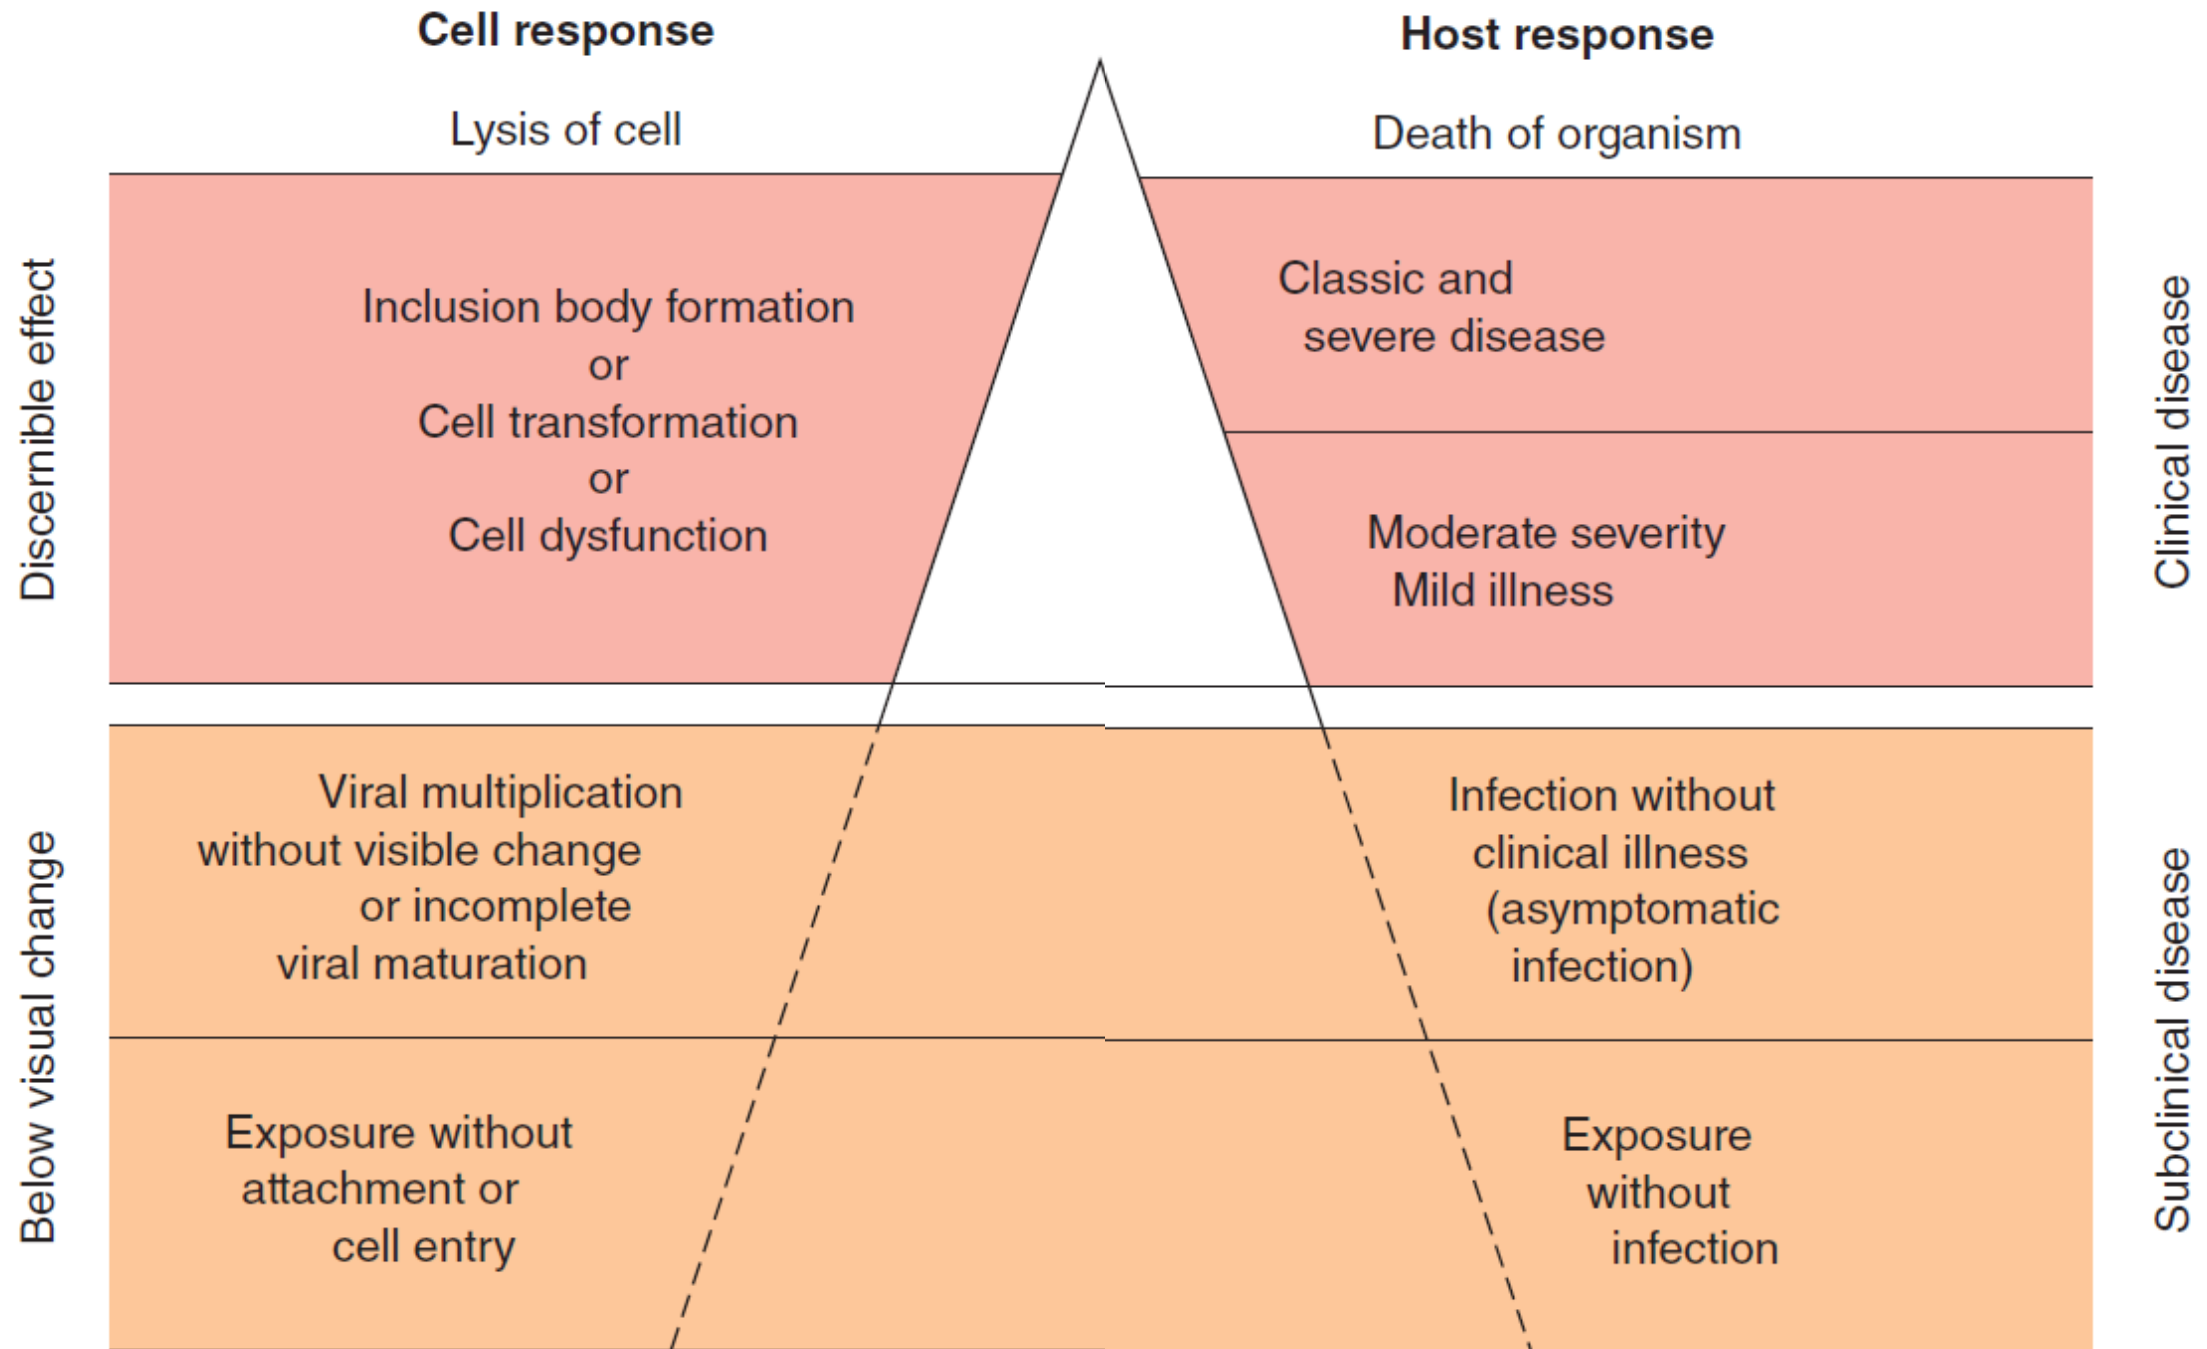 Cell response
Host response
Lysis of cell
Death of organism
Discernible effect
Inclusion body formation
or
Cell transformation
or
Cell dysfunction
Classic and
severe disease
Moderate severity
Mild illness
Clinical disease
Below visual change
Viral multiplication
without visible change
or incomplete
viral maturation
Exposure without
attachment or
cell entry
Infection without
clinical illness
(asymptomatic
infection)
Exposure
without
infection
Subclinical disease